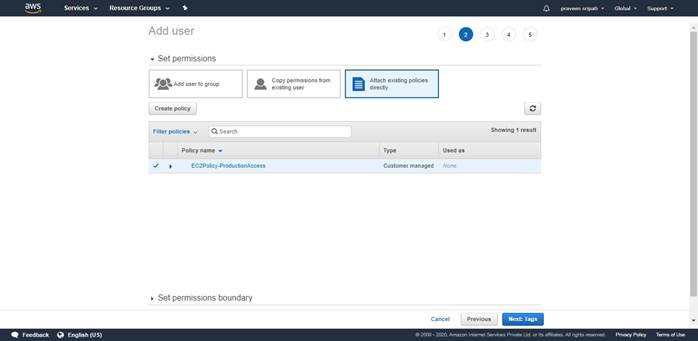 aws Services Resource Groups praveen sripati Global Support
Add user
1 2 3 4 5
Set permissions
Add user to group
Copy permissions from
existing user
Attach existing policies
directly
Create policy
Filter policies Search Showing 1 result
Policy name Type Used as
EC2Policy-ProductionAccess Customer managed None
Set permissions boundary
Cancel Previous Next: Tags
Feedback English (US) © 2008 - 2020, Amazon Internet Services Private Ltd. or its affiliates. All rights reserved. Privacy Policy Terms of Use